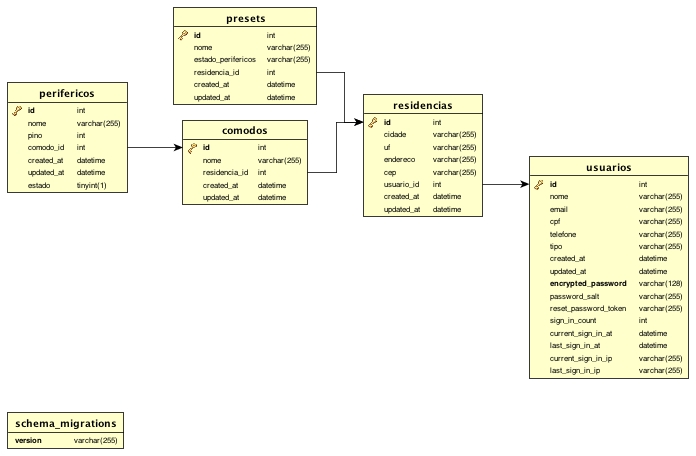 presets
id int
nome varchar(255)
estado_perifericos varchar(255)
residencia_id int
created_at datetime
updated_at datetime
perifericos
id int
nome varchar(255)
pino int
comodo_id int
created_at datetime
updated_at datetime
estado tinyint(1)
comodos
id int
nome varchar(255)
residencia_id int
created_at datetime
updated_at datetime
residencias
id int
cidade varchar(255)
uf varchar(255)
endereco varchar(255)
cep varchar(255)
usuario_id int
created_at datetime
updated_at datetime
usuarios
id int
nome varchar(255)
email varchar(255)
cpf varchar(255)
telefone varchar(255)
tipo varchar(255)
created_at datetime
updated_at datetime
encrypted_password varchar(128)
password_salt varchar(255)
reset_password_token varchar(255)
sign_in_count int
current_sign_in_at datetime
last_sign_in_at datetime
current_sign_in_ip varchar(255)
last_sign_in_ip varchar(255)
schema_migrations
version varchar(255)